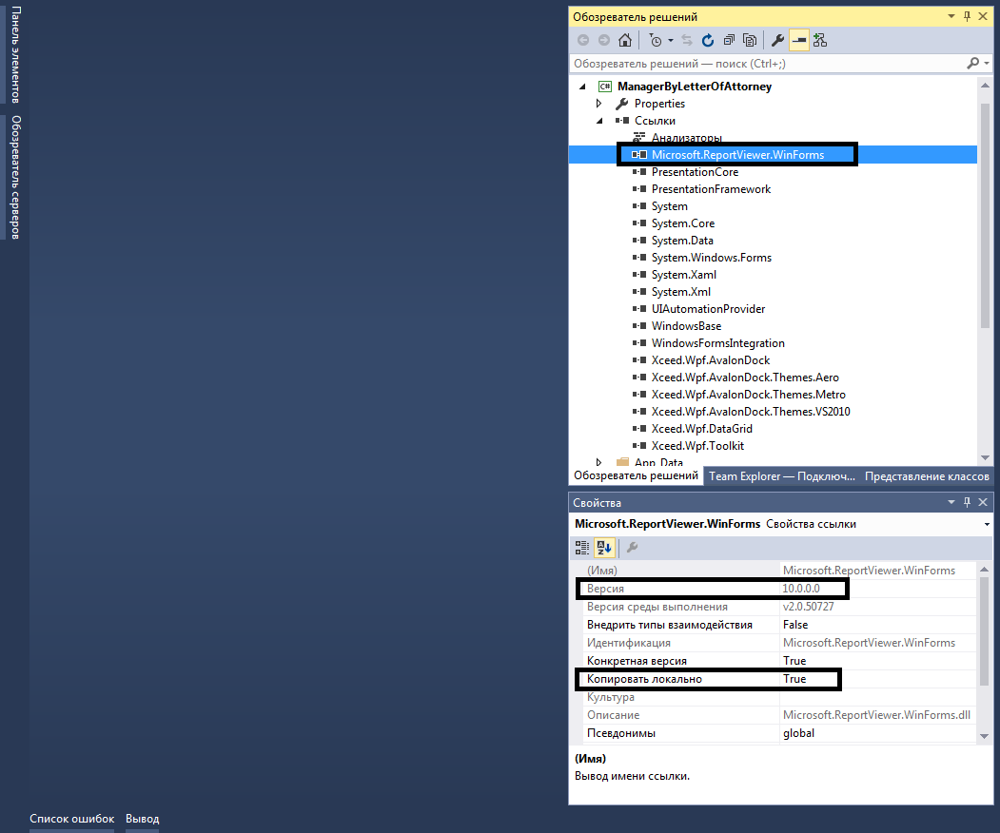 Панель элементов
Обозреватель серверов
Обозреватель решений
Обозреватель решений — поиск (Ctrl+;)
C# ManagerByLetterOfAttorney
Properties
Ссылки
Анализаторы
Microsoft.ReportViewer.WinForms
PresentationCore
PresentationFramework
System
System.Core
System.Data
System.Windows.Forms
System.Xaml
System.Xml
UIAutomationProvider
WindowsBase
WindowsFormsIntegration
Xceed.Wpf.AvalonDock
Xceed.Wpf.AvalonDock.Themes.Aero
Xceed.Wpf.AvalonDock.Themes.Metro
Xceed.Wpf.AvalonDock.Themes.VS2010
Xceed.Wpf.DataGrid
Xceed.Wpf.Toolkit
App_Data
Обозреватель решений Team Explorer — Подключ... Представление классов
Свойства
Microsoft.ReportViewer.WinForms Свойства ссылки
(Имя) Microsoft.ReportViewer.WinForms
Версия 10.0.0.0
Версия среды выполнения v2.0.50727
Внедрить типы взаимодействия False
Идентификация Microsoft.ReportViewer.WinForms
Конкретная версия True
Копировать локально True
Культура
Описание Microsoft.ReportViewer.WinForms.dll
Псевдонимы global
(Имя)
Вывод имени ссылки.
Список ошибок Вывод